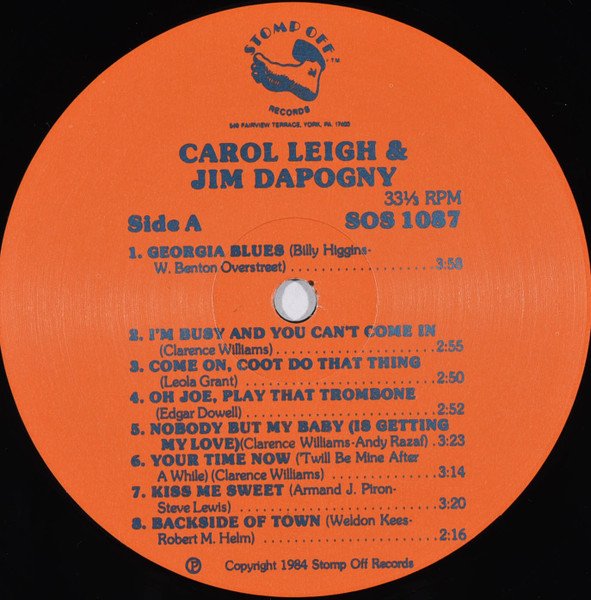 STOMP OFF
TM
RECORDS
549 FAIRVIEW TERRACE, YORK, PA. 17403
CAROL LEIGH &
JIM DAPOGNY
33⅓ RPM
Side A SOS 1087
1. GEORGIA BLUES (Billy Higgins-
W. Benton Overstreet) . . . . . . . . . . . . . . . . . . 3:58
2. I'M BUSY AND YOU CAN'T COME IN
(Clarence Williams) . . . . . . . . . . . . . . . . . . . . 2:55
3. COME ON, COOT DO THAT THING
(Leola Grant) . . . . . . . . . . . . . . . . . . . . . . . . . 2:50
4. OH JOE, PLAY THAT TROMBONE
(Edgar Dowell) . . . . . . . . . . . . . . . . . . . . . . . . 2:52
5. NOBODY BUT MY BABY (IS GETTING
MY LOVE)(Clarence Williams-Andy Razaf) . 3:23
6. YOUR TIME NOW ('Twill Be Mine After
A While) (Clarence Williams) . . . . . . . . . . . . 3:14
7. KISS ME SWEET (Armand J. Piron-
Steve Lewis) . . . . . . . . . . . . . . . . . . . . . . . . . 3:20
8. BACKSIDE OF TOWN (Weldon Kees-
Robert M. Helm) . . . . . . . . . . . . . . . . . . . . . . 2:16
℗ Copyright 1984 Stomp Off Records